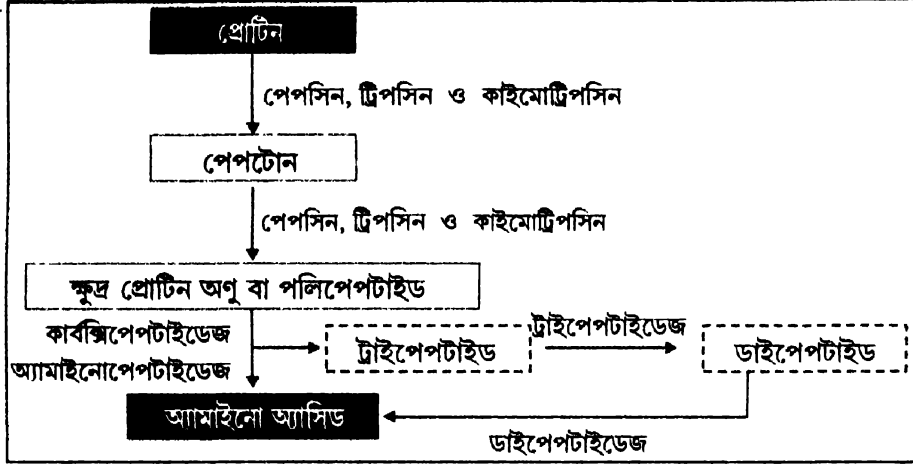 প্রোটিন
পেপসিন, ট্রিপসিন ও কাইমোট্রিপসিন
পেপটোন
পেপসিন, ট্রিপসিন ও কাইমোট্রিপসিন
ক্ষুদ্র প্রোটিন অণু বা পলিপেপটাইড
কার্বক্সিপেপটাইডেজ
অ্যামাইনোপেপটাইডেজ
ট্রাইপেপটাইড
ট্রাইপেপটাইডেজ
ডাইপেপটাইড
অ্যামাইনো অ্যাসিড
ডাইপেপটাইডেজ